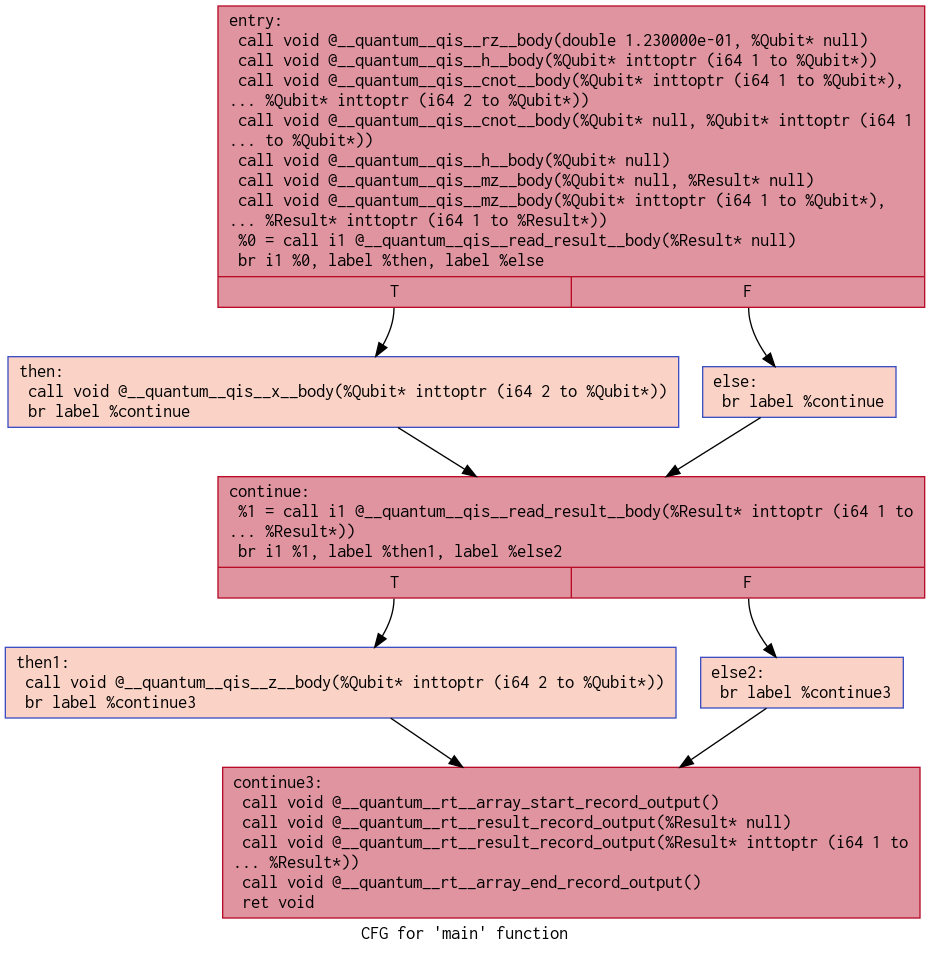 entry:
call void @__quantum__qis__rz__body(double 1.230000e-01, %Qubit* null)
call void @__quantum__qis__h__body(%Qubit* inttoptr (i64 1 to %Qubit*))
call void @__quantum__qis__cnot__body(%Qubit* inttoptr (i64 1 to %Qubit*),
... %Qubit* inttoptr (i64 2 to %Qubit*))
call void @__quantum__qis__cnot__body(%Qubit* null, %Qubit* inttoptr (i64 1
... to %Qubit*))
call void @__quantum__qis__h__body(%Qubit* null)
call void @__quantum__qis__mz__body(%Qubit* null, %Result* null)
call void @__quantum__qis__mz__body(%Qubit* inttoptr (i64 1 to %Qubit*),
... %Result* inttoptr (i64 1 to %Result*))
%0 = call i1 @__quantum__qis__read_result__body(%Result* null)
br i1 %0, label %then, label %else
T F
then:
call void @__quantum__qis__x__body(%Qubit* inttoptr (i64 2 to %Qubit*))
br label %continue
else:
br label %continue
continue:
%1 = call i1 @__quantum__qis__read_result__body(%Result* inttoptr (i64 1 to
... %Result*))
br i1 %1, label %then1, label %else2
T F
then1:
call void @__quantum__qis__z__body(%Qubit* inttoptr (i64 2 to %Qubit*))
br label %continue3
else2:
br label %continue3
continue3:
call void @__quantum__rt__array_start_record_output()
call void @__quantum__rt__result_record_output(%Result* null)
call void @__quantum__rt__result_record_output(%Result* inttoptr (i64 1 to
... %Result*))
call void @__quantum__rt__array_end_record_output()
ret void
CFG for 'main' function